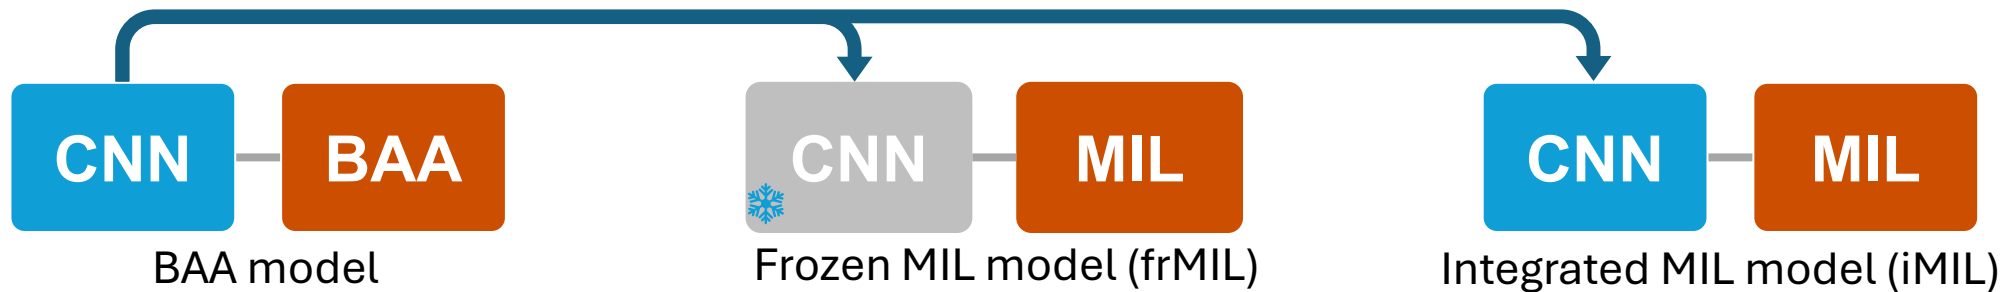 CNN BAA
BAA model
CNN MIL
Frozen MIL model (frMIL)
CNN MIL
Integrated MIL model (iMIL)